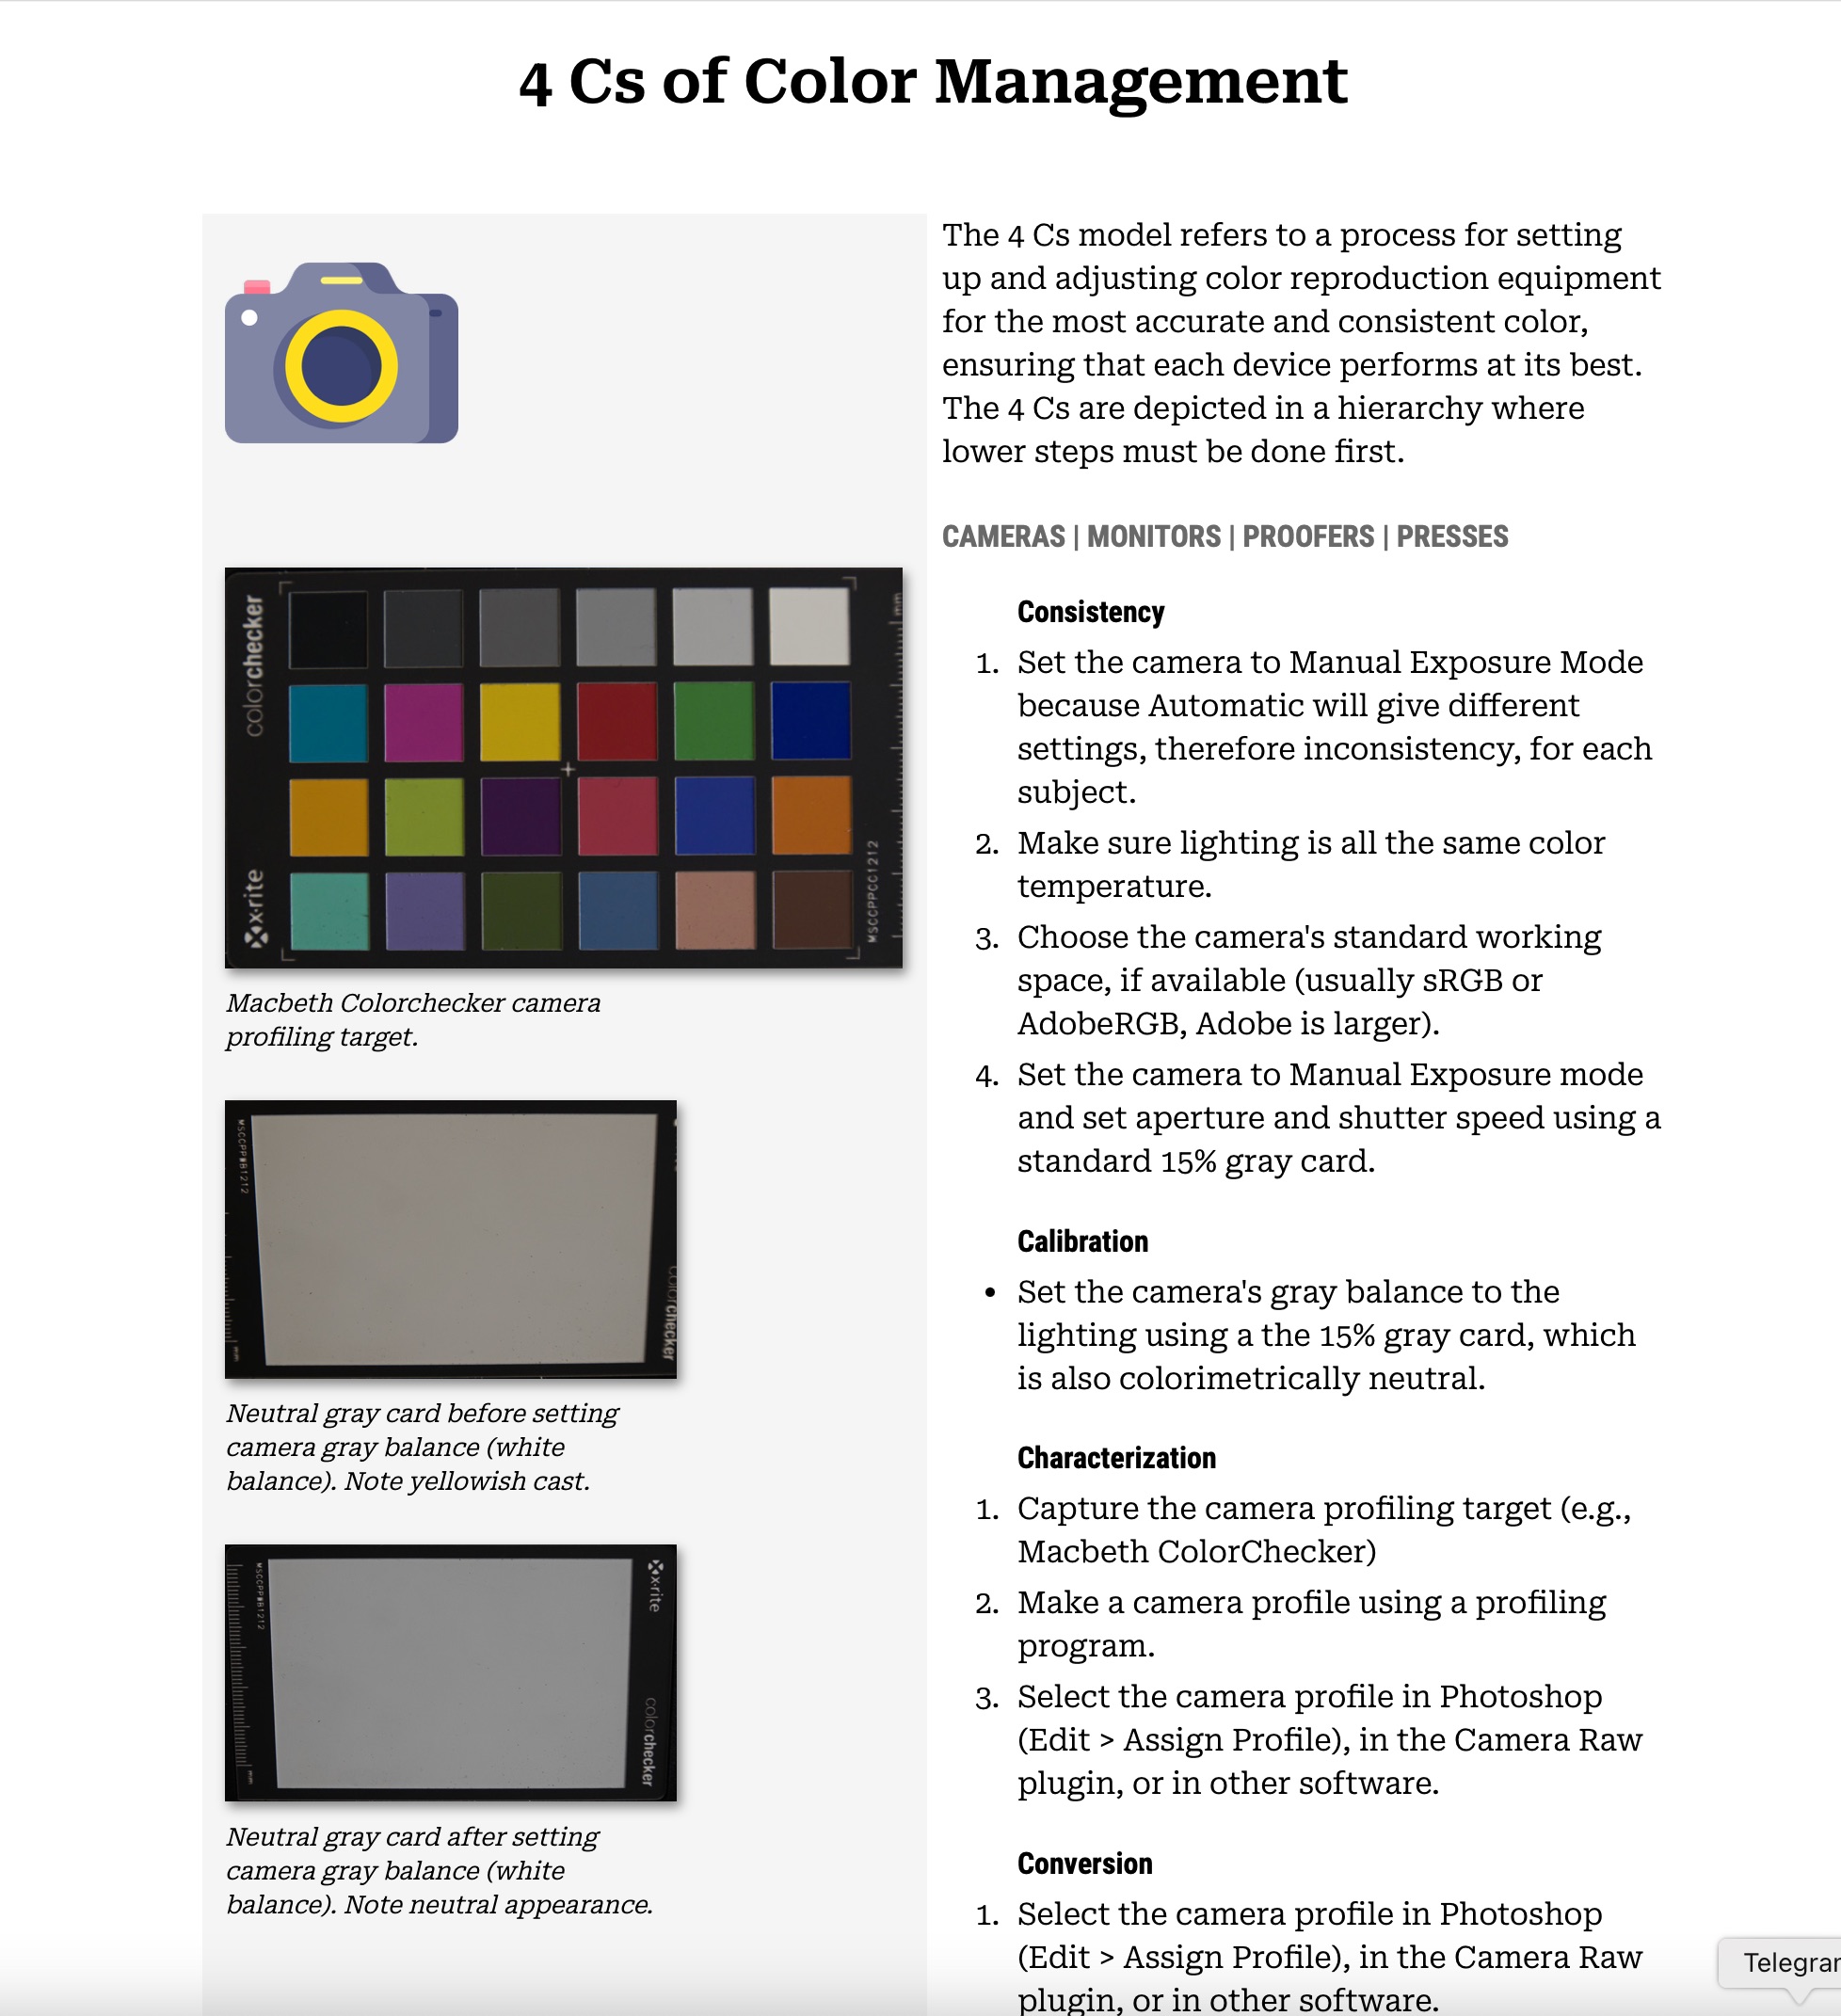 4 Cs of Color Management
colorchecker
x·rite
mm
MSCCPPCC1212
Macbeth Colorchecker camera
profiling target.
MSCCPPWB1212
mm
colorchecker
Neutral gray card before setting
camera gray balance (white
balance). Note yellowish cast.
MSCCPPWB1212
mm
x·rite
colorchecker
Neutral gray card after setting
camera gray balance (white
balance). Note neutral appearance.
The 4 Cs model refers to a process for setting
up and adjusting color reproduction equipment
for the most accurate and consistent color,
ensuring that each device performs at its best.
The 4 Cs are depicted in a hierarchy where
lower steps must be done first.
CAMERAS | MONITORS | PROOFERS | PRESSES
Consistency
1. Set the camera to Manual Exposure Mode
because Automatic will give different
settings, therefore inconsistency, for each
subject.
2. Make sure lighting is all the same color
temperature.
3. Choose the camera's standard working
space, if available (usually sRGB or
AdobeRGB, Adobe is larger).
4. Set the camera to Manual Exposure mode
and set aperture and shutter speed using a
standard 15% gray card.
Calibration
• Set the camera's gray balance to the
lighting using a the 15% gray card, which
is also colorimetrically neutral.
Characterization
1. Capture the camera profiling target (e.g.,
Macbeth ColorChecker)
2. Make a camera profile using a profiling
program.
3. Select the camera profile in Photoshop
(Edit > Assign Profile), in the Camera Raw
plugin, or in other software.
Conversion
1. Select the camera profile in Photoshop
(Edit > Assign Profile), in the Camera Raw
plugin, or in other software.
Telegram